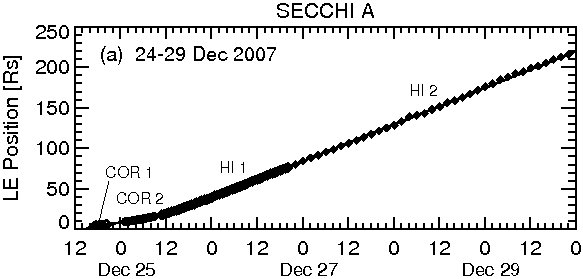 SECCHI A
(a) 24-29 Dec 2007
LE Position [Rs]
250
200
150
100
50
0
COR 1
COR 2
HI 1
HI 2
12 0 12 0 12 0 12 0 12 0 12 0
Dec 25 Dec 27 Dec 29